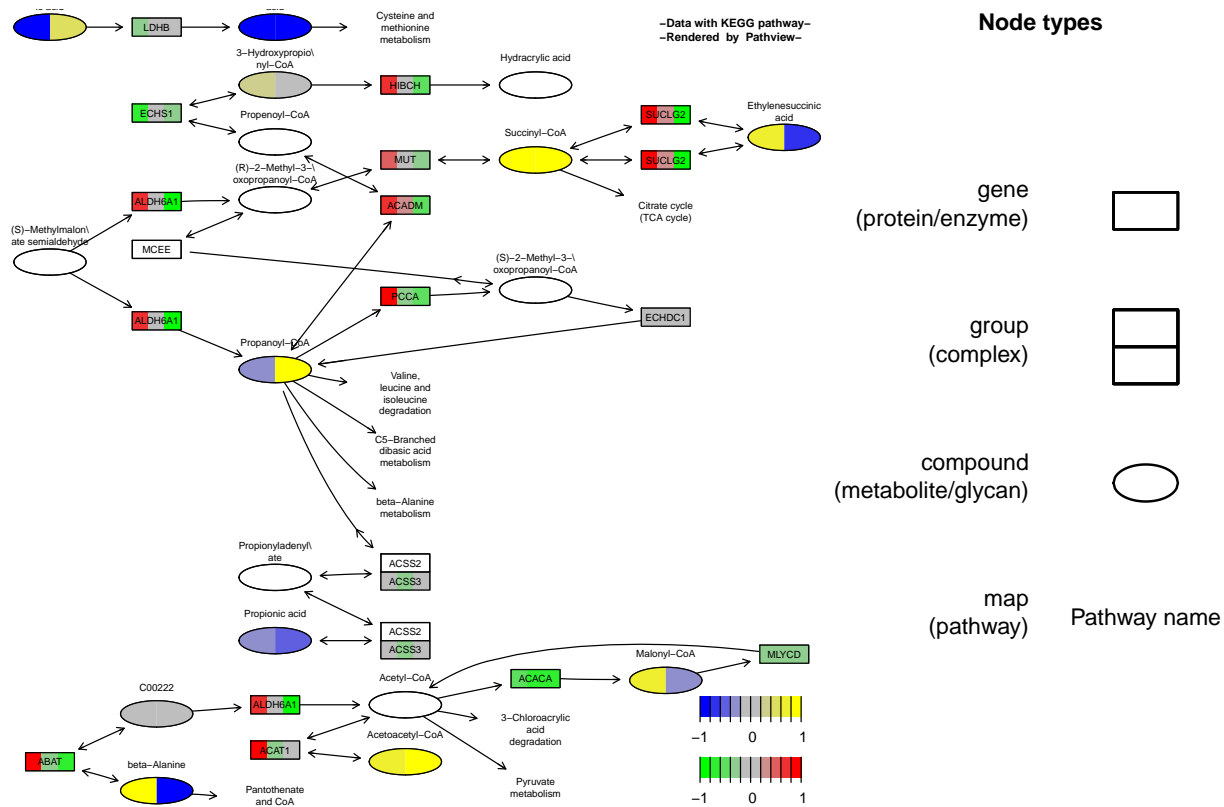 LDHB
Cysteine and
methionine
metabolism
−Data with KEGG pathway−
−Rendered by Pathview−
Node types
3−Hydroxypropio\
nyl−CoA
HIBCH
Hydracrylic acid
ECHS1
Propenoyl−CoA
SUCLG2
Ethylenesuccinic
acid
Succinyl−CoA
MUT
SUCLG2
(R)−2−Methyl−3−\
oxopropanoyl−CoA
ALDH6A1
ACADM
Citrate cycle
(TCA cycle)
gene
(protein/enzyme)
(S)−Methylmalon\
ate semialdehyde
MCEE
(S)−2−Methyl−3−\
oxopropanoyl−CoA
PCCA
ALDH6A1
ECHDC1
group
(complex)
Propanoyl−CoA
Valine,
leucine and
isoleucine
degradation
C5−Branched
dibasic acid
metabolism
compound
(metabolite/glycan)
beta−Alanine
metabolism
Propionyladenyl\
ate
ACSS2
ACSS3
map
(pathway)
Pathway name
Propionic acid
ACSS2
ACSS3
MLYCD
Malonyl−CoA
Acetyl−CoA
ACACA
C00222
ALDH6A1
3−Chloroacrylic
acid
degradation
−1
0
1
ACAT1
Acetoacetyl−CoA
ABAT
beta−Alanine
Pyruvate
metabolism
Pantothenate
and CoA
−1
0
1